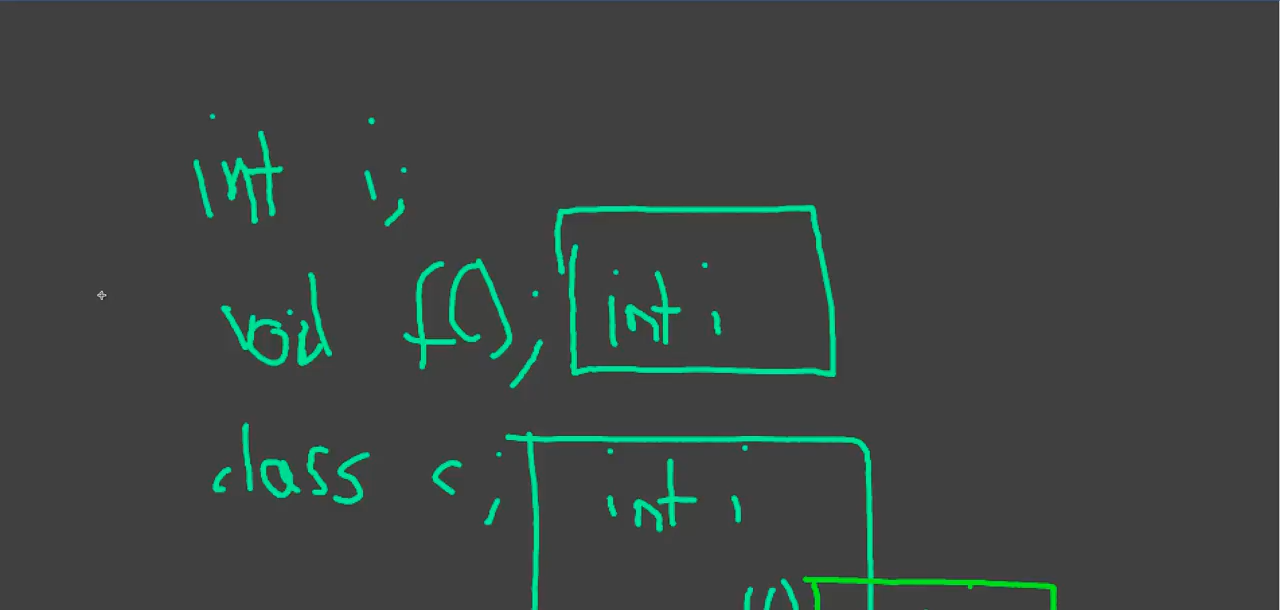 int i;
void f(); int i
class c; int i
()